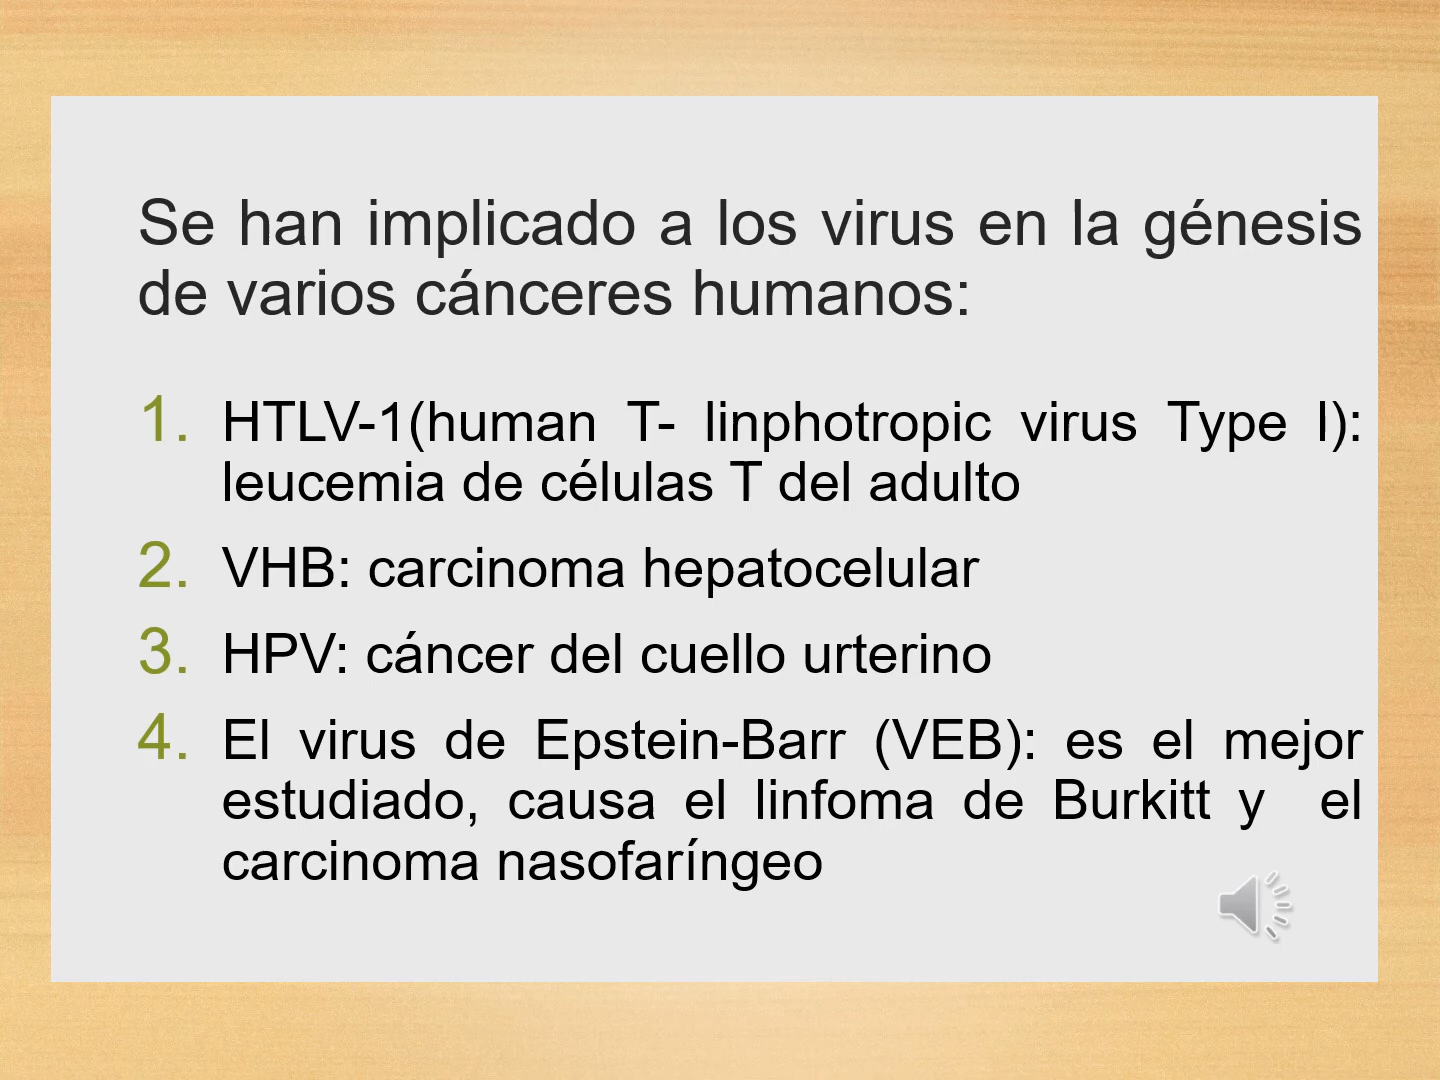 Se han implicado a los virus en la génesis
de varios cánceres humanos:
1. HTLV-1(human T- linphotropic virus Type I):
leucemia de células T del adulto
2. VHB: carcinoma hepatocelular
3. HPV: cáncer del cuello urterino
4. El virus de Epstein-Barr (VEB): es el mejor
estudiado, causa el linfoma de Burkitt y el
carcinoma nasofaríngeo